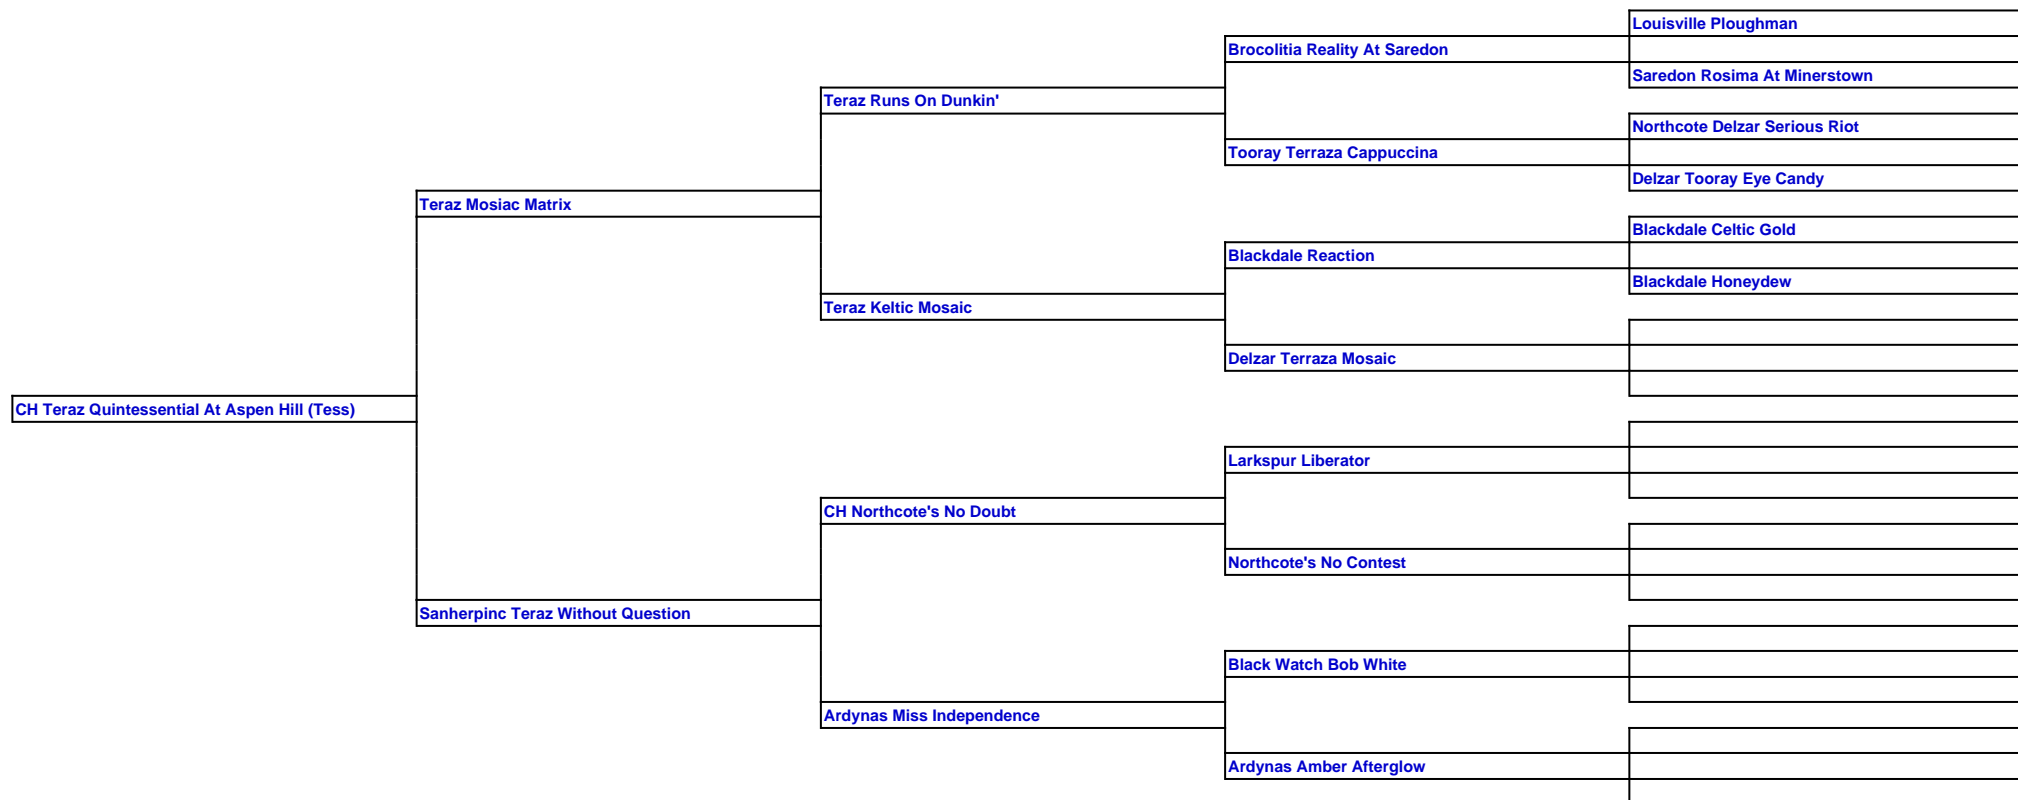 Louisville Ploughman
Brocolitia Reality At Saredon
Saredon Rosima At Minerstown
Teraz Runs On Dunkin'
Northcote Delzar Serious Riot
Tooray Terraza Cappuccina
Delzar Tooray Eye Candy
Teraz Mosiac Matrix
Blackdale Celtic Gold
Blackdale Reaction
Blackdale Honeydew
Teraz Keltic Mosaic
Delzar Terraza Mosaic
CH Teraz Quintessential At Aspen Hill (Tess)
Larkspur Liberator
CH Northcote's No Doubt
Northcote's No Contest
Sanherpinc Teraz Without Question
Black Watch Bob White
Ardynas Miss Independence
Ardynas Amber Afterglow